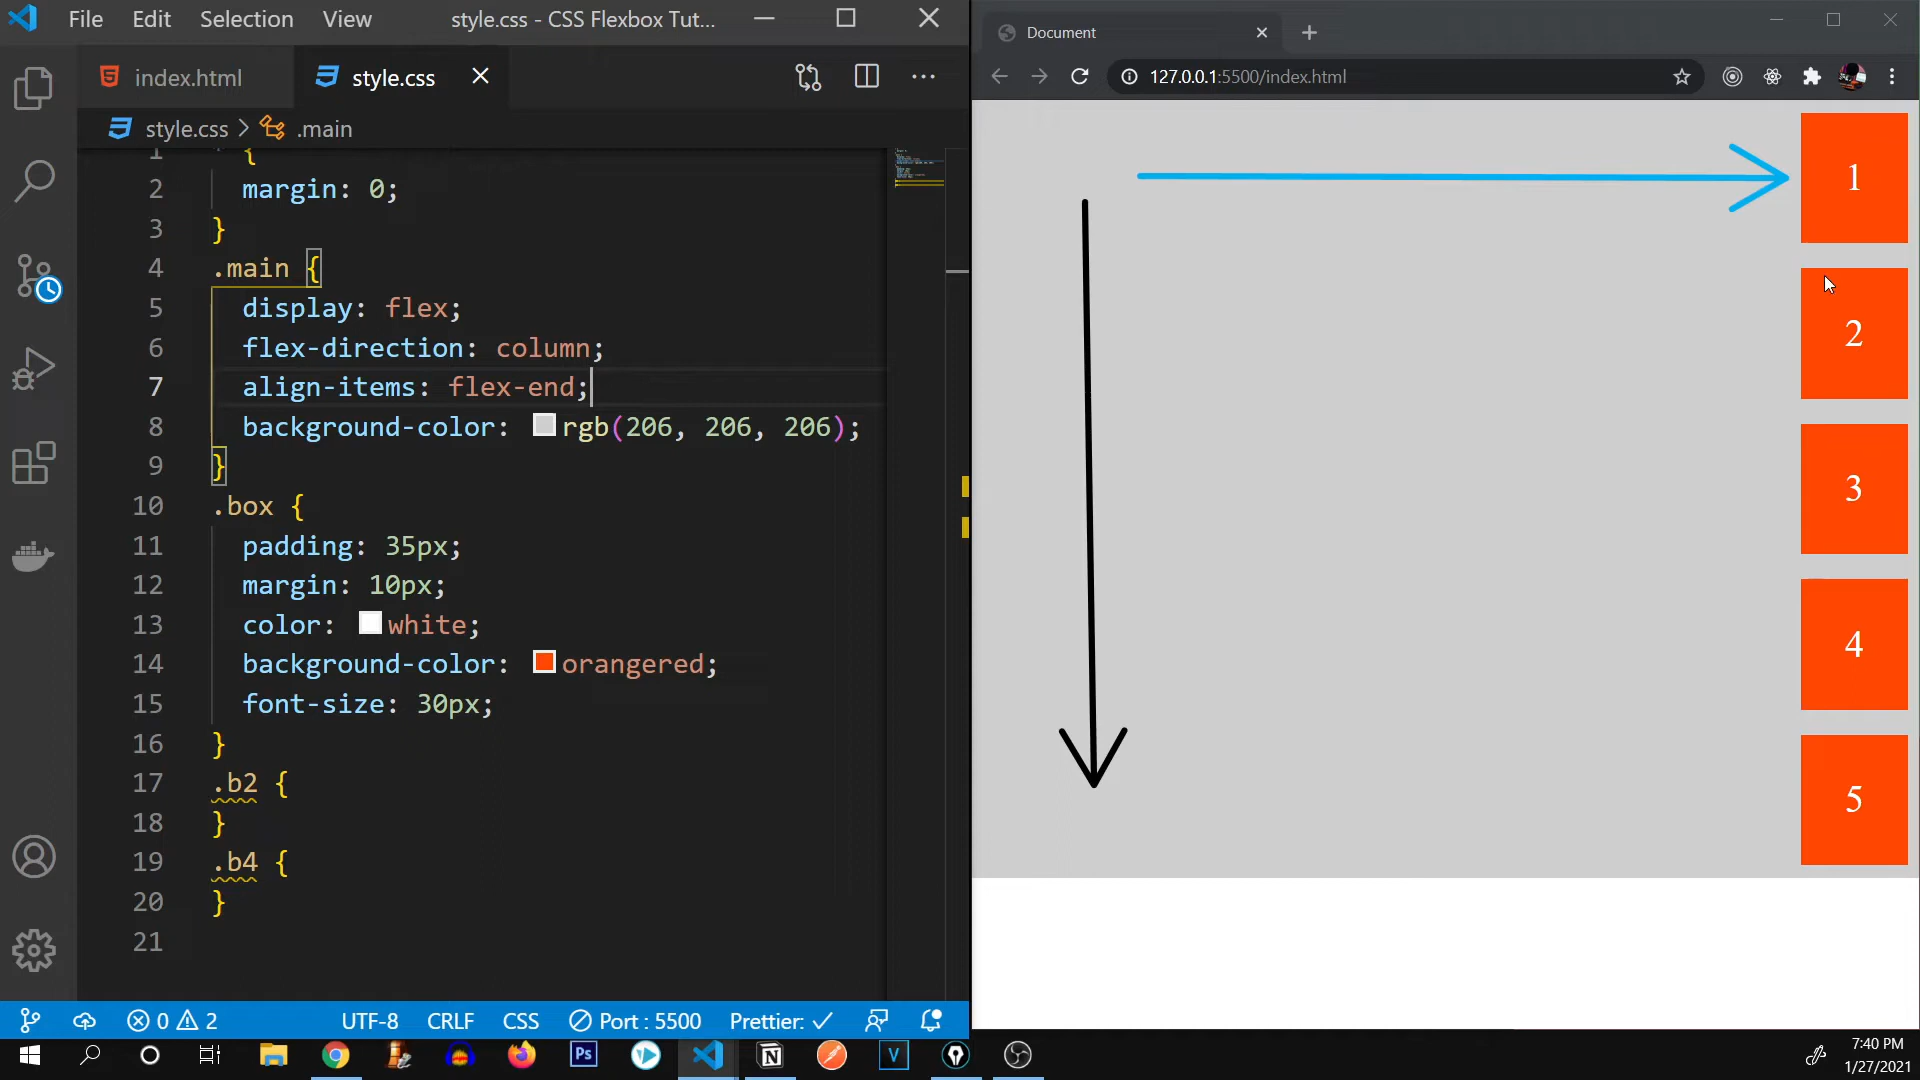 File Edit Selection View style.css - CSS Flexbox Tut...
index.html style.css
style.css > .main
1 {
2 margin: 0;
3 }
4 .main {
5 display: flex;
6 flex-direction: column;
7 align-items: flex-end;
8 background-color: rgb(206, 206, 206);
9 }
10 .box {
11 padding: 35px;
12 margin: 10px;
13 color: white;
14 background-color: orangered;
15 font-size: 30px;
16 }
17 .b2 {
18 }
19 .b4 {
20 }
21
0 2 UTF-8 CRLF CSS Port : 5500 Prettier: ✓
Document
127.0.0.1:5500/index.html
1
2
3
4
5
Ps
N
V
7:40 PM
1/27/2021